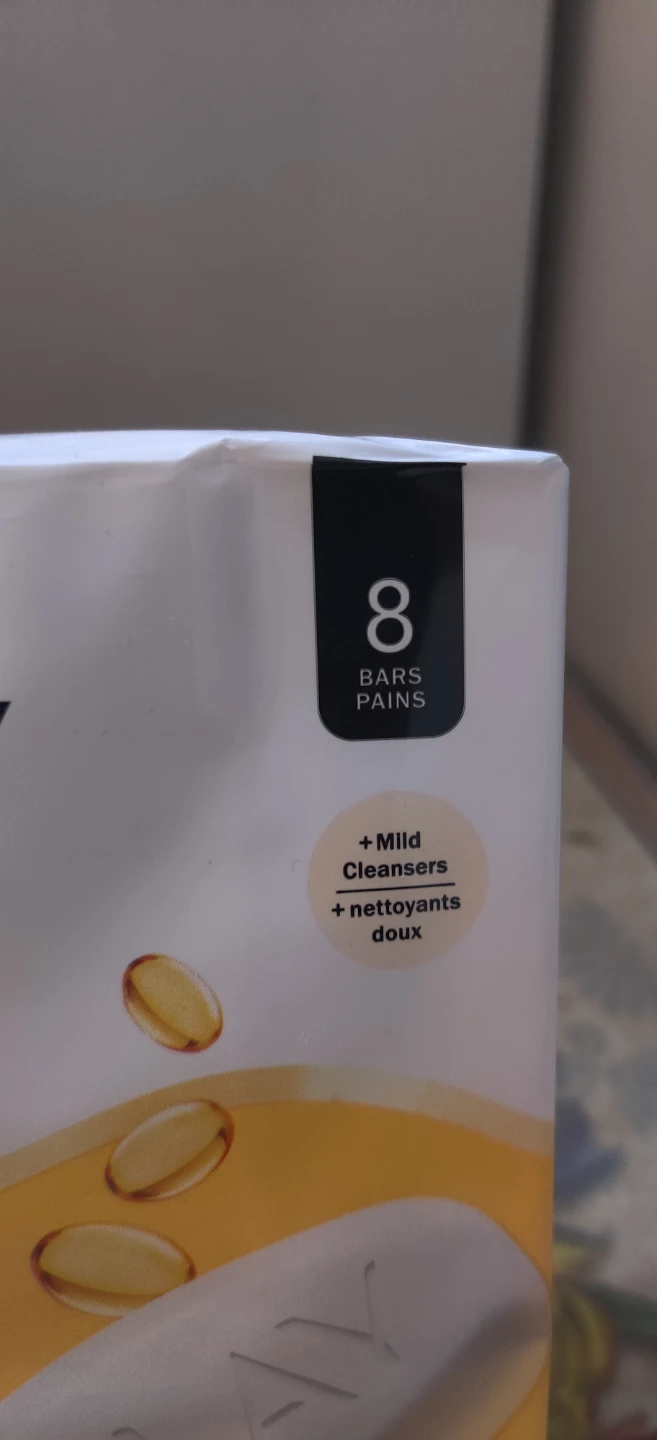 8
BARS
PAINS
+ Mild
Cleansers
+ nettoyants
doux